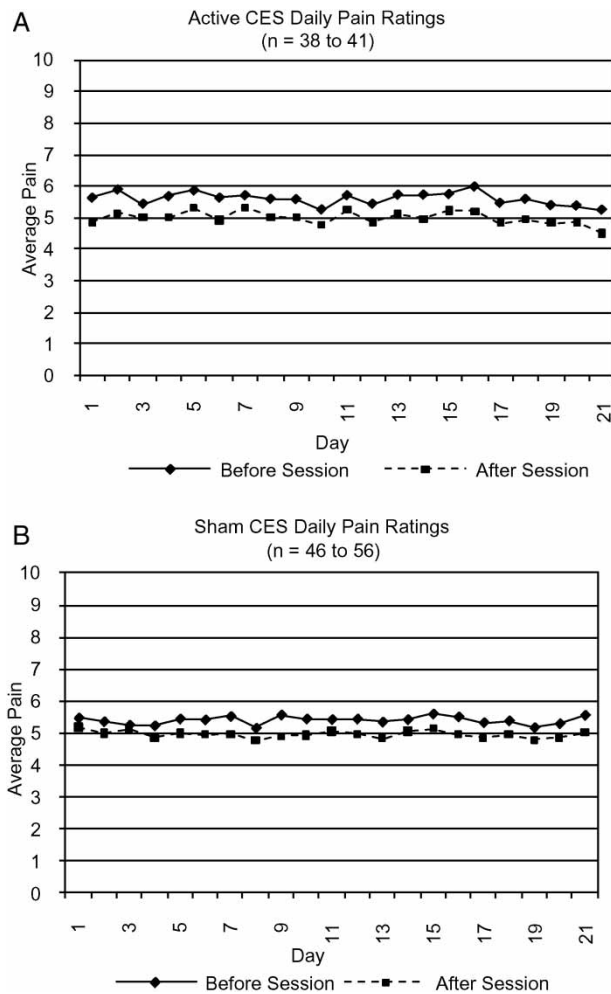 A
Active CES Daily Pain Ratings
(n = 38 to 41)
10
9
8
7
6
5
4
3
2
1
0
Average Pain
1 3 5 7 9 11 13 15 17 19 21
Day
Before Session After Session
B
Sham CES Daily Pain Ratings
(n = 46 to 56)
10
9
8
7
6
5
4
3
2
1
0
Average Pain
1 3 5 7 9 11 13 15 17 19 21
Day
Before Session After Session